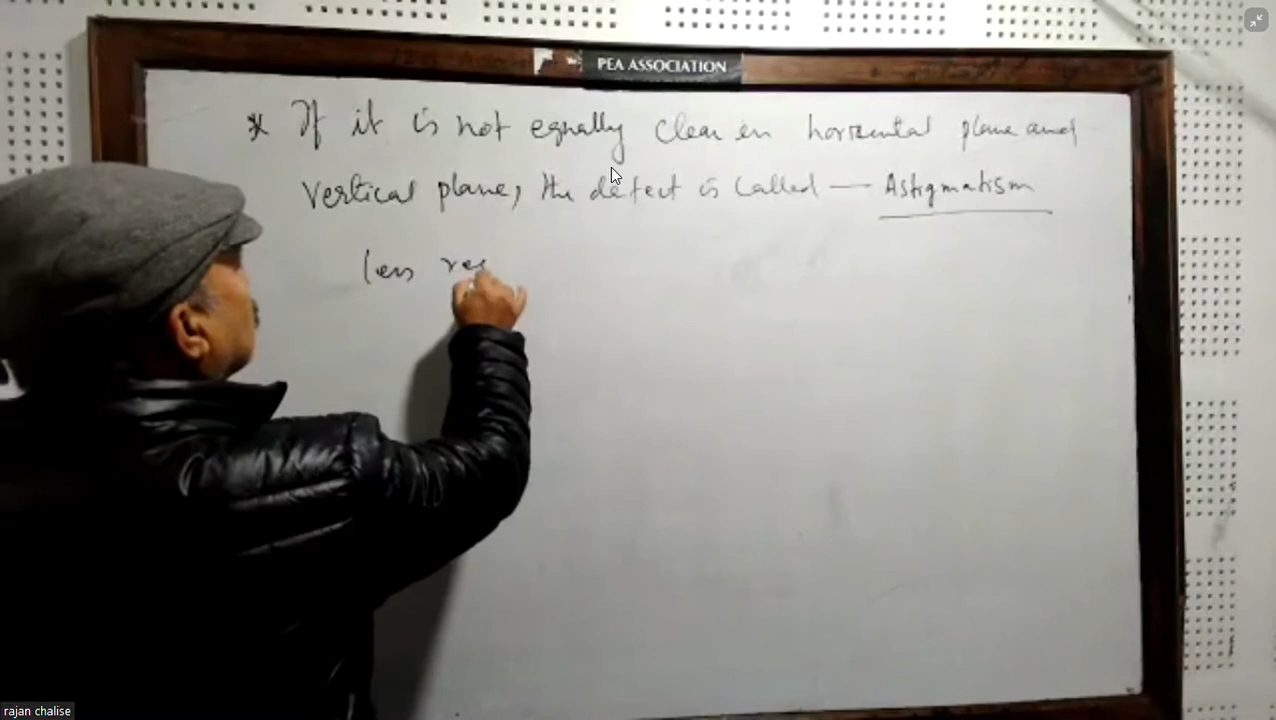 PEA ASSOCIATION
* If it is not equally clear in horizontal plane and
vertical plane, the defect is called — Astigmatism
lens
rajan chalise